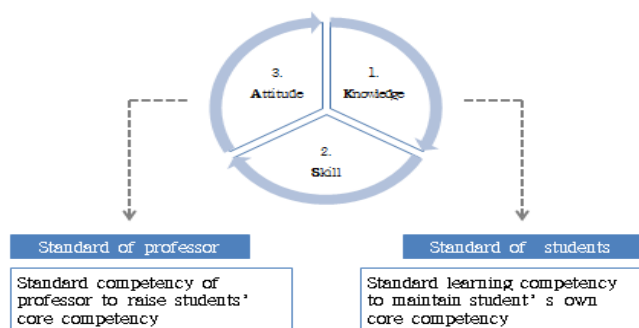 3.
Attitude
1.
Knowledge
2.
Skill
Standard of professor
Standard competency of
professor to raise students'
core competency
Standard of students
Standard learning competency
to maintain student' s own
core competency